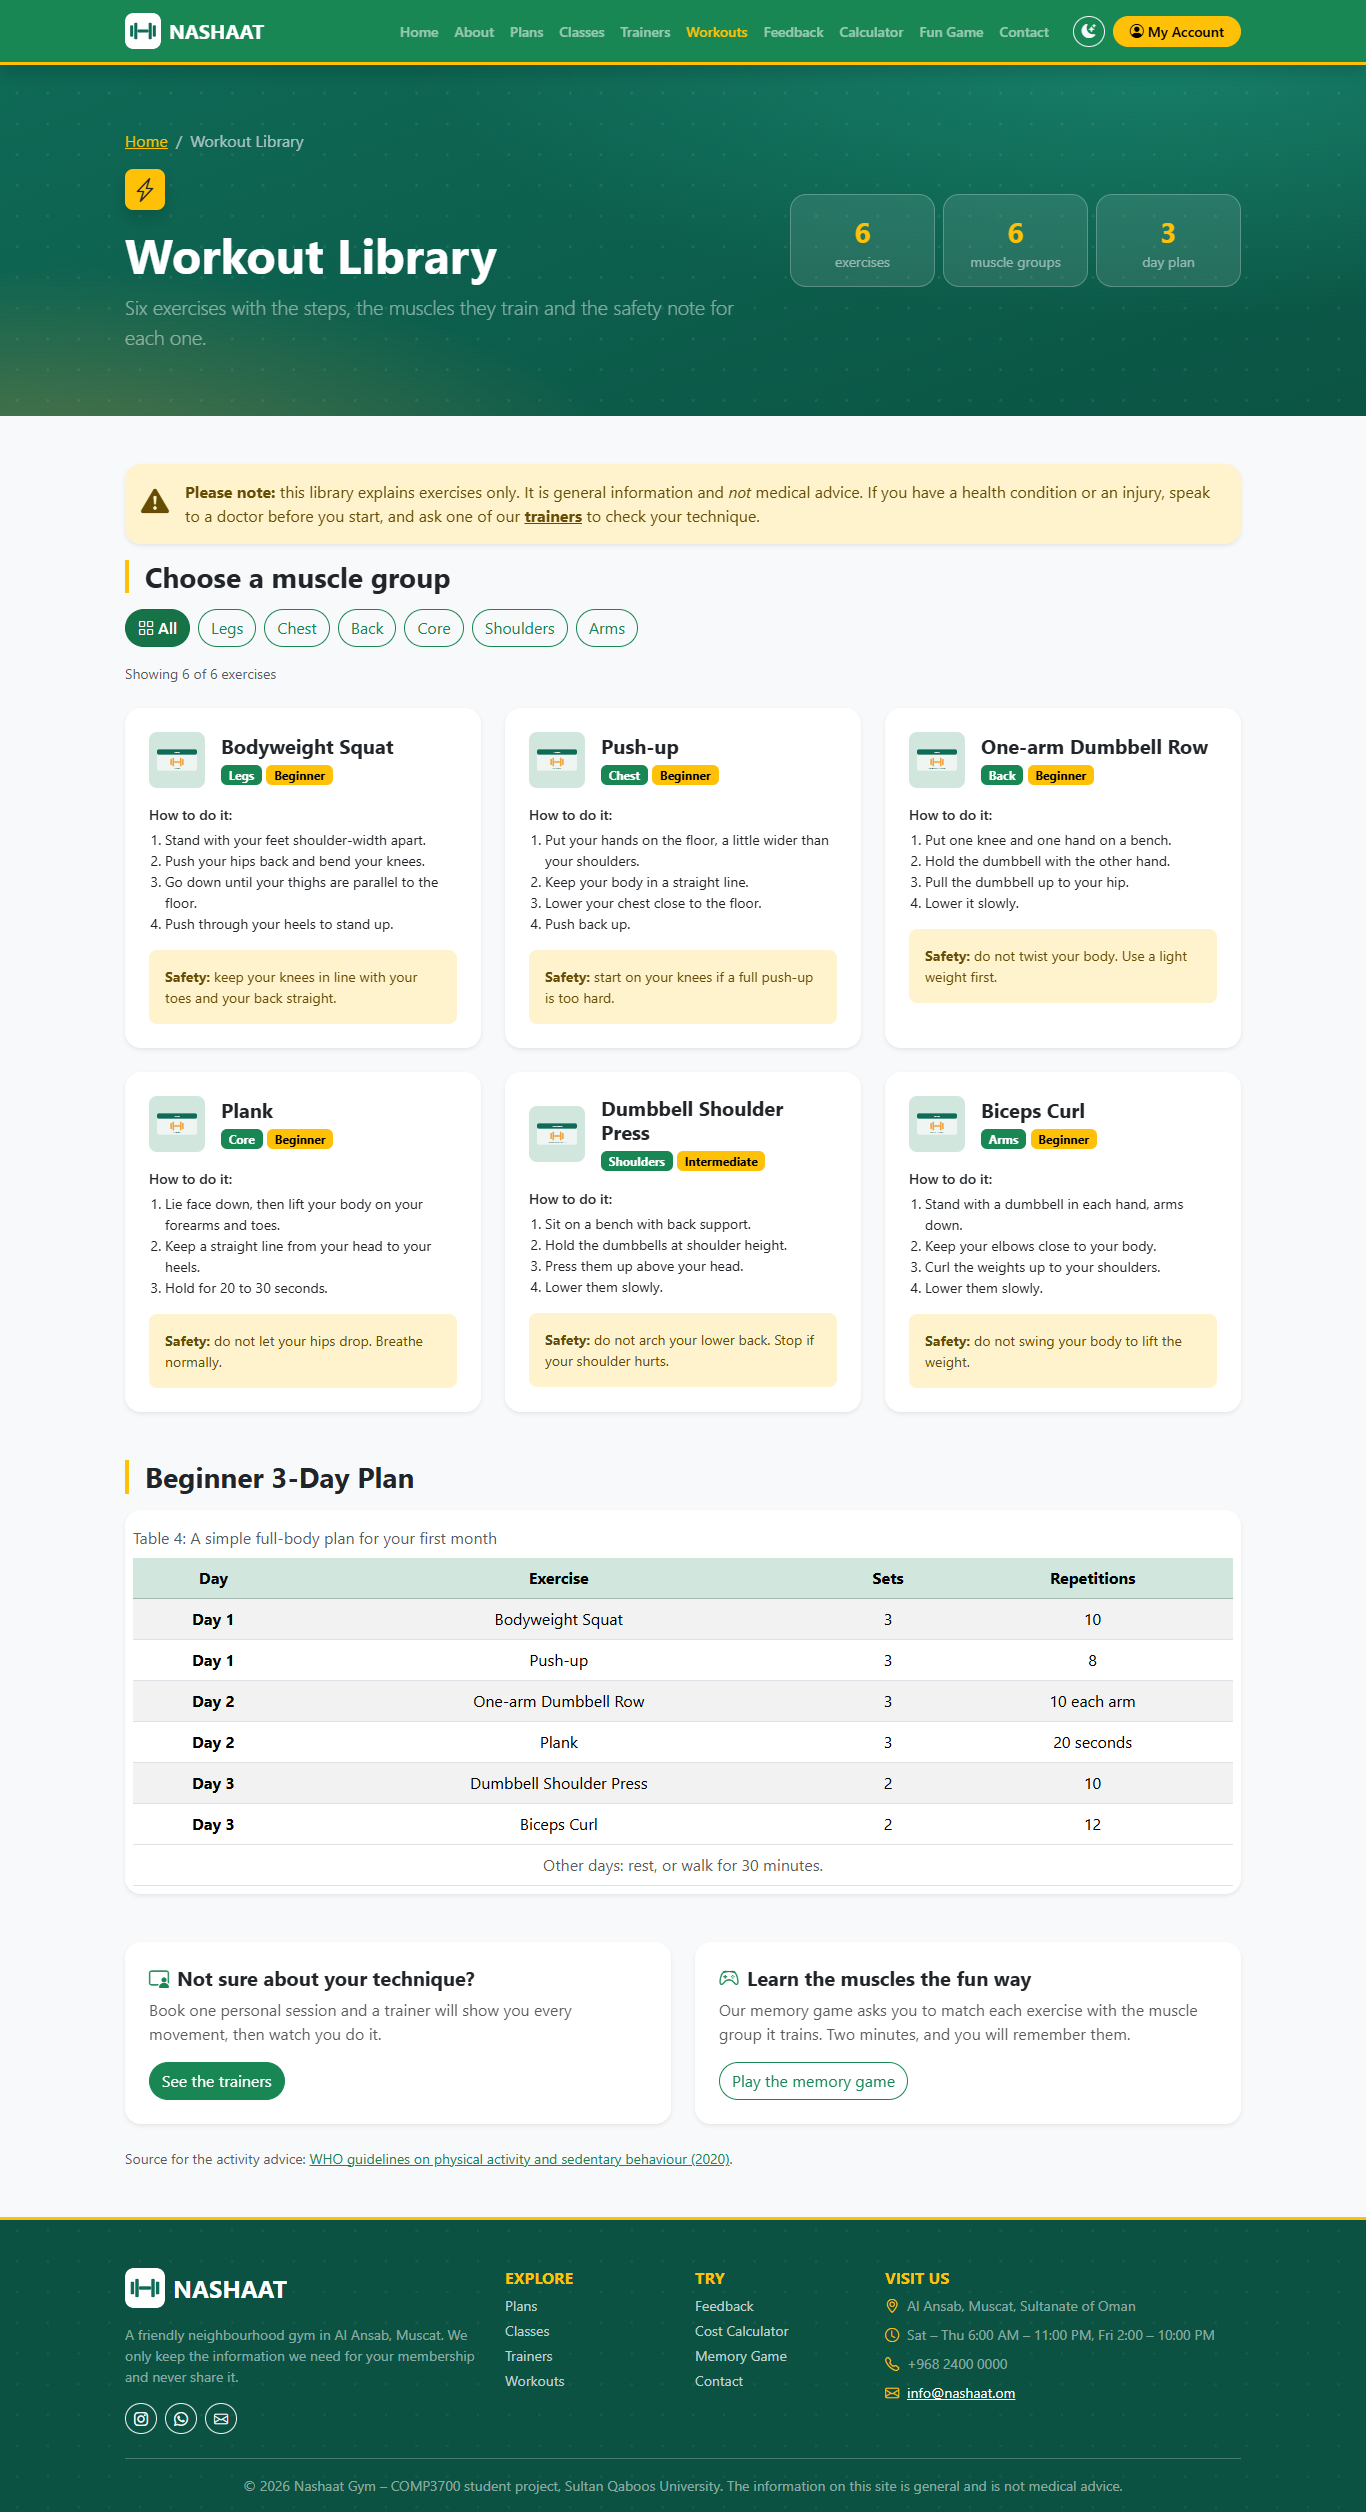 NASHAAT
Home About Plans Classes Trainers Workouts Feedback Calculator Fun Game Contact My Account
Home / Workout Library
Workout Library
Six exercises with the steps, the muscles they train and the safety note for
each one.
6
exercises
6
muscle groups
3
day plan
Please note: this library explains exercises only. It is general information and not medical advice. If you have a health condition or an injury, speak
to a doctor before you start, and ask one of our trainers to check your technique.
Choose a muscle group
All Legs Chest Back Core Shoulders Arms
Showing 6 of 6 exercises
Bodyweight Squat
Legs Beginner
How to do it:
1. Stand with your feet shoulder-width apart.
2. Push your hips back and bend your knees.
3. Go down until your thighs are parallel to the
floor.
4. Push through your heels to stand up.
Safety: keep your knees in line with your
toes and your back straight.
Push-up
Chest Beginner
How to do it:
1. Put your hands on the floor, a little wider than
your shoulders.
2. Keep your body in a straight line.
3. Lower your chest close to the floor.
4. Push back up.
Safety: start on your knees if a full push-up
is too hard.
One-arm Dumbbell Row
Back Beginner
How to do it:
1. Put one knee and one hand on a bench.
2. Hold the dumbbell with the other hand.
3. Pull the dumbbell up to your hip.
4. Lower it slowly.
Safety: do not twist your body. Use a light
weight first.
Plank
Core Beginner
How to do it:
1. Lie face down, then lift your body on your
forearms and toes.
2. Keep a straight line from your head to your
heels.
3. Hold for 20 to 30 seconds.
Safety: do not let your hips drop. Breathe
normally.
Dumbbell Shoulder
Press
Shoulders Intermediate
How to do it:
1. Sit on a bench with back support.
2. Hold the dumbbells at shoulder height.
3. Press them up above your head.
4. Lower them slowly.
Safety: do not arch your lower back. Stop if
your shoulder hurts.
Biceps Curl
Arms Beginner
How to do it:
1. Stand with a dumbbell in each hand, arms
down.
2. Keep your elbows close to your body.
3. Curl the weights up to your shoulders.
4. Lower them slowly.
Safety: do not swing your body to lift the
weight.
Beginner 3-Day Plan
Table 4: A simple full-body plan for your first month
Day Exercise Sets Repetitions
Day 1 Bodyweight Squat 3 10
Day 1 Push-up 3 8
Day 2 One-arm Dumbbell Row 3 10 each arm
Day 2 Plank 3 20 seconds
Day 3 Dumbbell Shoulder Press 2 10
Day 3 Biceps Curl 2 12
Other days: rest, or walk for 30 minutes.
Not sure about your technique?
Book one personal session and a trainer will show you every
movement, then watch you do it.
See the trainers
Learn the muscles the fun way
Our memory game asks you to match each exercise with the muscle
group it trains. Two minutes, and you will remember them.
Play the memory game
Source for the activity advice: WHO guidelines on physical activity and sedentary behaviour (2020).
NASHAAT
A friendly neighbourhood gym in Al Ansab, Muscat. We
only keep the information we need for your membership
and never share it.
EXPLORE
Plans
Classes
Trainers
Workouts
TRY
Feedback
Cost Calculator
Memory Game
Contact
VISIT US
Al Ansab, Muscat, Sultanate of Oman
Sat – Thu 6:00 AM – 11:00 PM, Fri 2:00 – 10:00 PM
+968 2400 0000
info@nashaat.om
© 2026 Nashaat Gym – COMP3700 student project, Sultan Qaboos University. The information on this site is general and is not medical advice.